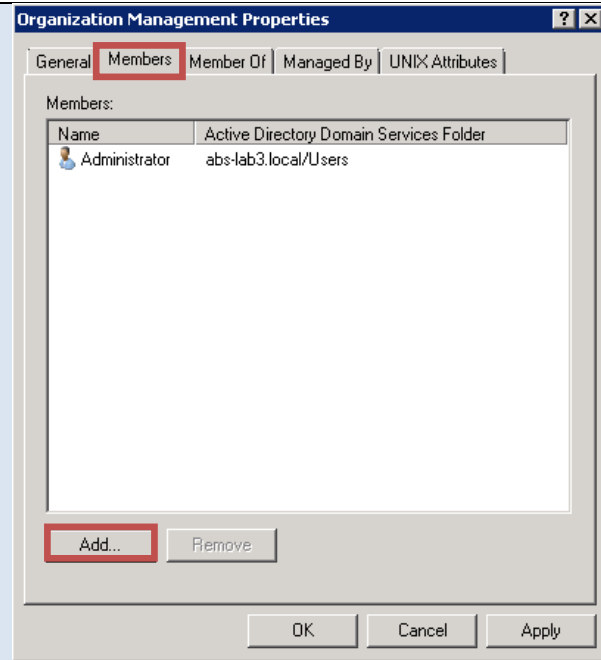 Organization Management Properties
General Members Member Of Managed By UNIX Attributes
Members:
Name Active Directory Domain Services Folder
Administrator abs-lab3.local/Users
Add... Remove
OK Cancel Apply